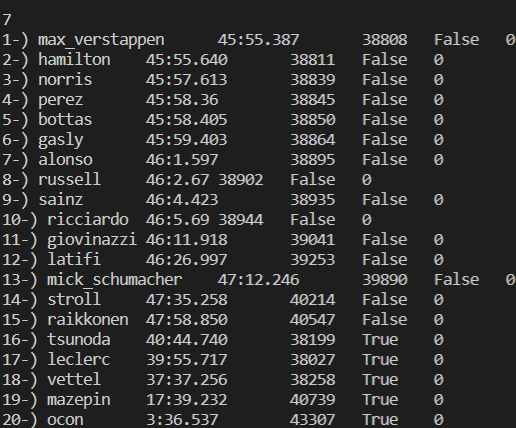 7
1-) max_verstappen 45:55.387 38808 False 0
2-) hamilton 45:55.640 38811 False 0
3-) norris 45:57.613 38839 False 0
4-) perez 45:58.36 38845 False 0
5-) bottas 45:58.405 38850 False 0
6-) gasly 45:59.403 38864 False 0
7-) alonso 46:1.597 38895 False 0
8-) russell 46:2.67 38902 False 0
9-) sainz 46:4.423 38935 False 0
10-) ricciardo 46:5.69 38944 False 0
11-) giovinazzi 46:11.918 39041 False 0
12-) latifi 46:26.997 39253 False 0
13-) mick_schumacher 47:12.246 39890 False 0
14-) stroll 47:35.258 40214 False 0
15-) raikkonen 47:58.850 40547 False 0
16-) tsunoda 40:44.740 38199 True 0
17-) leclerc 39:55.717 38027 True 0
18-) vettel 37:37.256 38258 True 0
19-) mazepin 17:39.232 40739 True 0
20-) ocon 3:36.537 43307 True 0